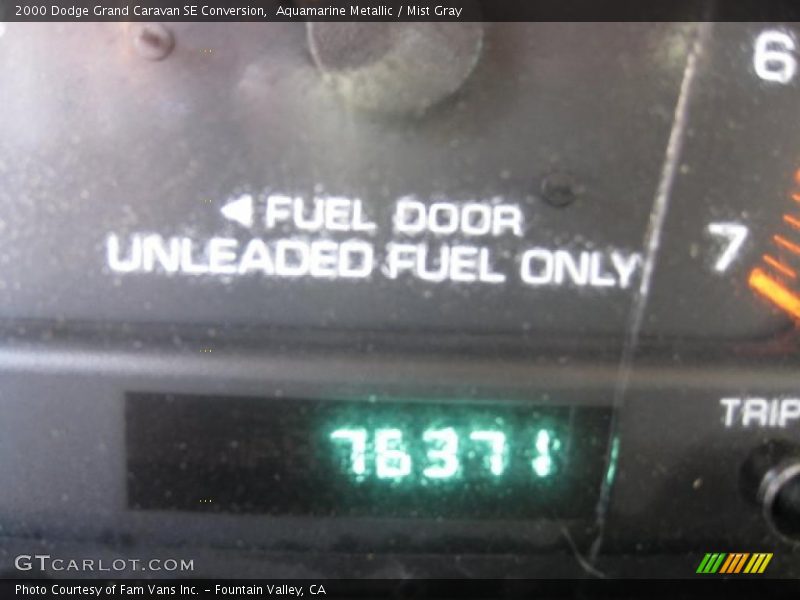 2000 Dodge Grand Caravan SE Conversion,  Aquamarine Metallic / Mist Gray
6
◄ FUEL DOOR
UNLEADED FUEL ONLY
7
TRIP
76371
GTCARLOT.COM
Photo Courtesy of Fam Vans Inc. - Fountain Valley, CA